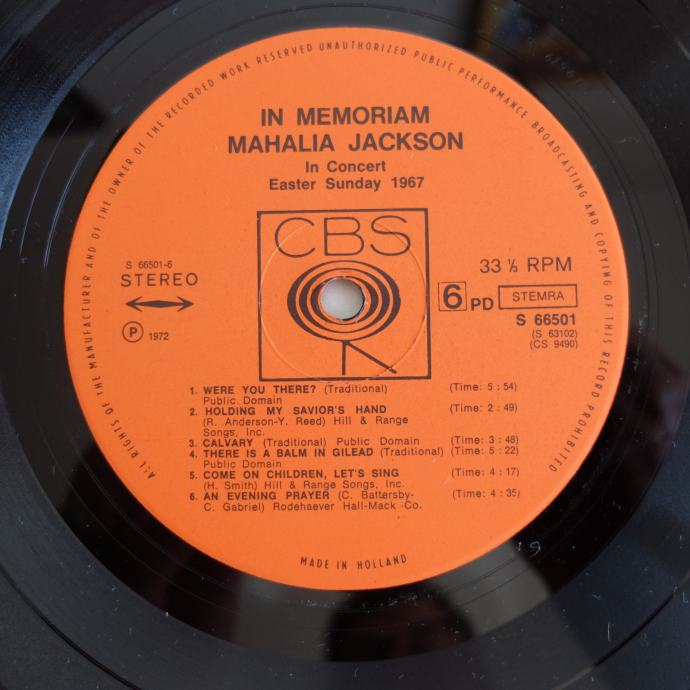 ALL RIGHTS OF THE MANUFACTURER AND OF THE OWNER OF THE RECORDED WORK RESERVED UNAUTHORIZED PUBLIC PERFORMANCE BROADCASTING AND COPYING OF THIS RECORD PROHIBITED
IN MEMORIAM
MAHALIA JACKSON
In Concert
Easter Sunday 1967
CBS
S 66501-6
STEREO
Ⓟ 1972
33 ⅓ RPM
6 PD STEMRA
S 66501
(S 63102)
(CS 9490)
1. WERE YOU THERE? (Traditional) (Time: 5 : 54)
Public Domain
2. HOLDING MY SAVIOR'S HAND (Time: 2 : 49)
(R. Anderson-Y. Reed) Hill & Range
Songs, Inc.
3. CALVARY (Traditional) Public Domain (Time: 3 : 48)
4. THERE IS A BALM IN GILEAD (Traditional) (Time: 5 : 22)
Public Domain
5. COME ON CHILDREN, LET'S SING (Time: 4 : 17)
(H. Smith) Hill & Range Songs, Inc.
6. AN EVENING PRAYER (C. Battersby- (Time: 4 : 35)
C. Gabriel) Rodehaever Hall-Mack Co.
MADE IN HOLLAND